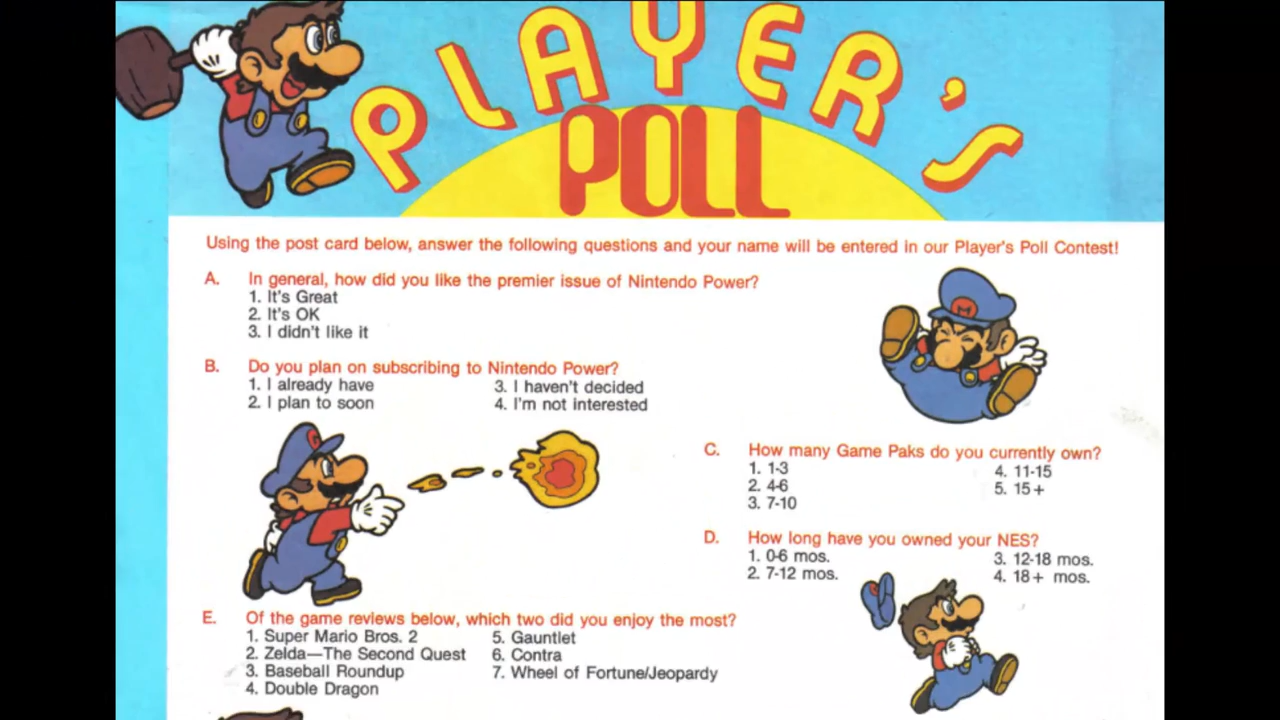 PLAYER'S
POLL
Using the post card below, answer the following questions and your name will be entered in our Player's Poll Contest!
A. In general, how did you like the premier issue of Nintendo Power?
1. It's Great
2. It's OK
3. I didn't like it
B. Do you plan on subscribing to Nintendo Power?
1. I already have 3. I haven't decided
2. I plan to soon 4. I'm not interested
C. How many Game Paks do you currently own?
1. 1-3 4. 11-15
2. 4-6 5. 15+
3. 7-10
D. How long have you owned your NES?
1. 0-6 mos. 3. 12-18 mos.
2. 7-12 mos. 4. 18+ mos.
E. Of the game reviews below, which two did you enjoy the most?
1. Super Mario Bros. 2 5. Gauntlet
2. Zelda—The Second Quest 6. Contra
3. Baseball Roundup 7. Wheel of Fortune/Jeopardy
4. Double Dragon